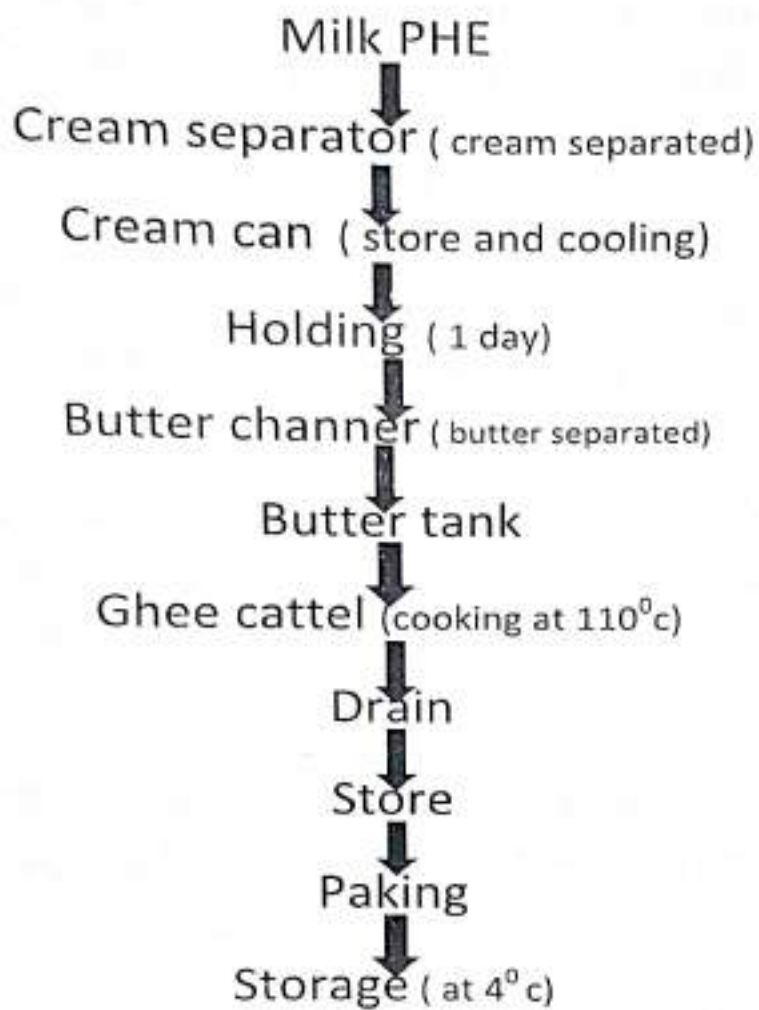 Milk PHE
Cream separator ( cream separated)
Cream can ( store and cooling)
Holding ( 1 day)
Butter channer ( butter separated)
Butter tank
Ghee cattel (cooking at 110⁰c)
Drain
Store
Paking
Storage ( at 4⁰ c)